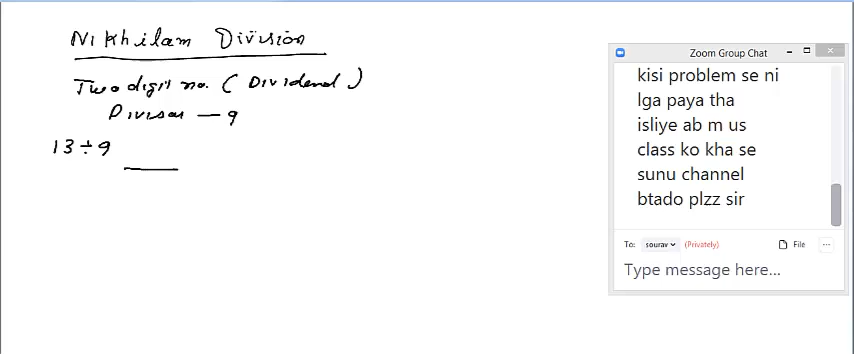 Nikhilam Division
Two digit no. (Dividend)
Divisor — 9
13 ÷ 9
Zoom Group Chat
kisi problem se ni
lga paya tha
isliye ab m us
class ko kha se
sunu channel
btado plzz sir
To: sourav (Privately) File ...
Type message here...